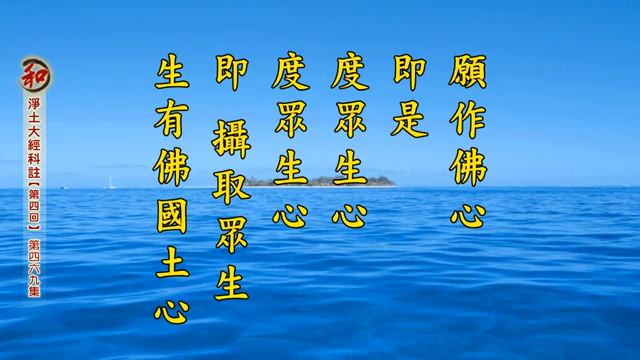 願作佛心
即是
度眾生心
度眾生心
即 攝取眾生
生有佛國土心
和
淨土大經科註【第四回】 第四六九集